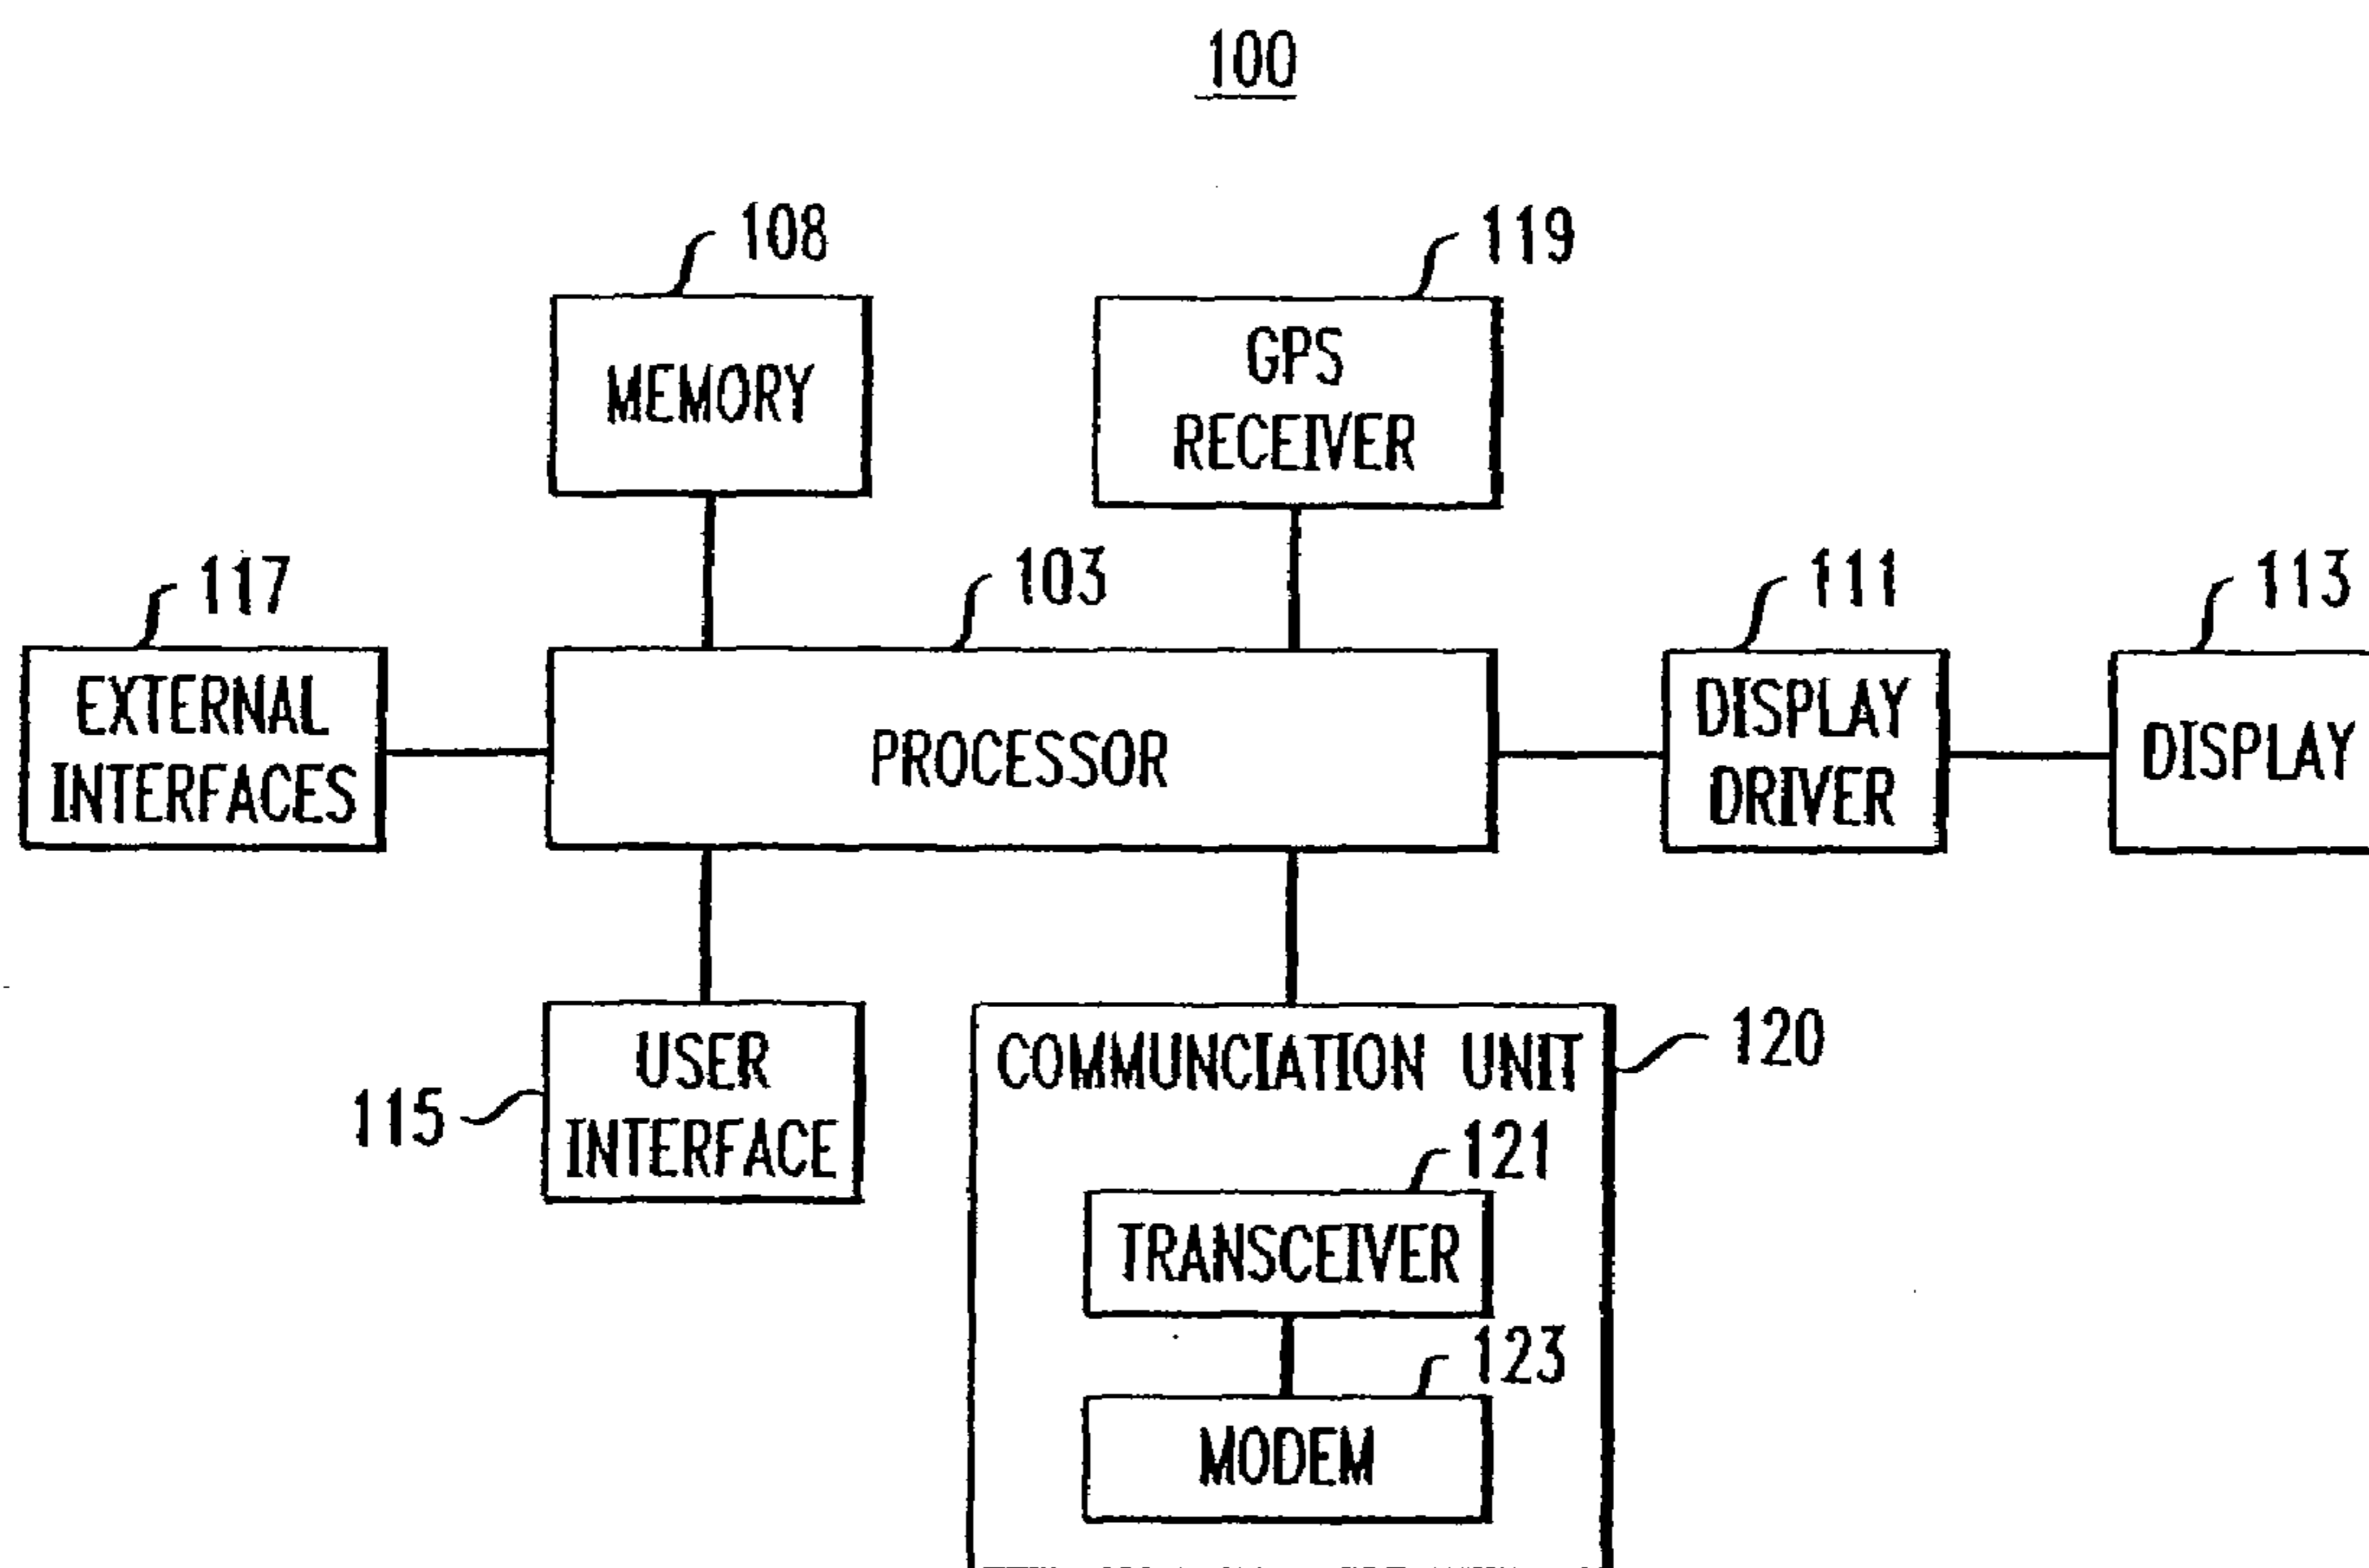 100
108
119
MEMORY
GPS
RECEIVER
117
103
111
113
EXTERNAL
INTERFACES
PROCESSOR
DISPLAY
DRIVER
DISPLAY
115
USER
INTERFACE
COMMUNCIATION UNIT
120
121
TRANSCEIVER
123
MODEM